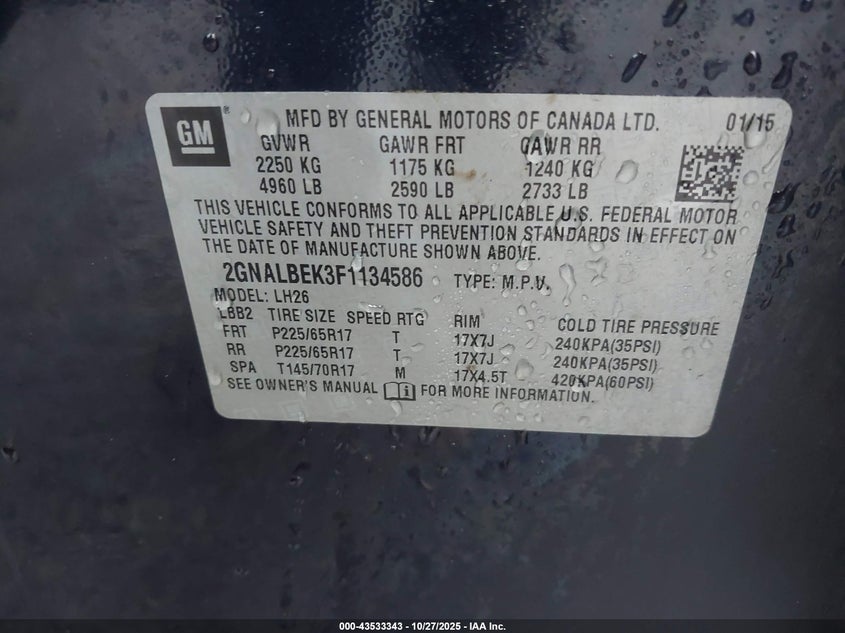 GM ® MFD BY GENERAL MOTORS OF CANADA LTD. 01/15
GVWR GAWR FRT GAWR RR
2250 KG 1175 KG 1240 KG
4960 LB 2590 LB 2733 LB
THIS VEHICLE CONFORMS TO ALL APPLICABLE U.S. FEDERAL MOTOR
VEHICLE SAFETY AND THEFT PREVENTION STANDARDS IN EFFECT ON
THE DATE OF MANUFACTURE SHOWN ABOVE.
2GNALBEK3F1134586 TYPE: M.P.V.
MODEL: LH26
LBB2 TIRE SIZE SPEED RTG RIM COLD TIRE PRESSURE
FRT P225/65R17 T 17X7J 240KPA(35PSI)
RR P225/65R17 T 17X7J 240KPA(35PSI)
SPA T145/70R17 M 17X4.5T 420KPA(60PSI)
SEE OWNER'S MANUAL i FOR MORE INFORMATION.
000-43533343 - 10/27/2025 - IAA Inc.